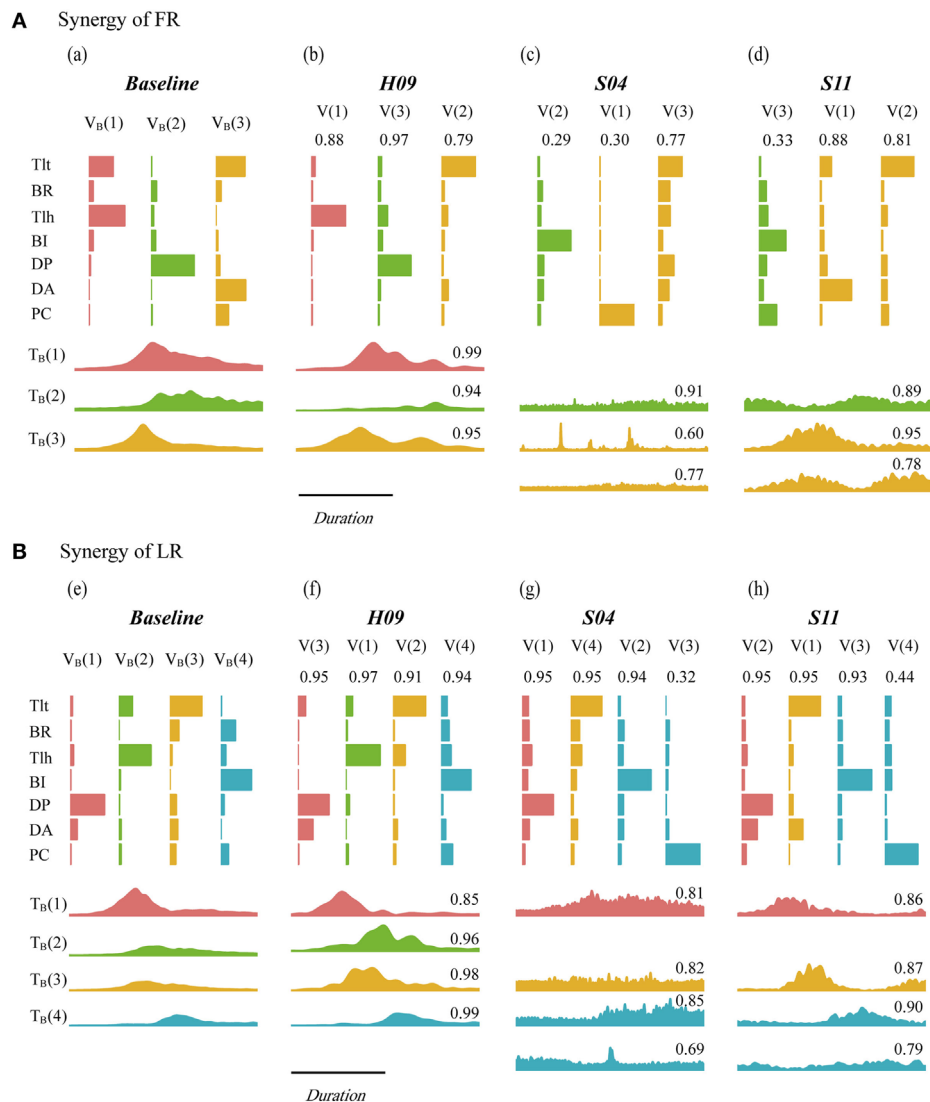 A Synergy of FR
(a) (b) (c) (d)
Baseline H09 S04 S11
V(1) V(3) V(2) V(2) V(1) V(3) V(3) V(1) V(2)
V_B(1) V_B(2) V_B(3)
0.88 0.97 0.79 0.29 0.30 0.77 0.33 0.88 0.81
Tlt
BR
Tlh
BI
DP
DA
PC
T_B(1) 0.99
T_B(2) 0.94 0.91 0.89
T_B(3) 0.95 0.60 0.95
0.77 0.78
Duration
B Synergy of LR
(e) (f) (g) (h)
Baseline H09 S04 S11
V(3) V(1) V(2) V(4) V(1) V(4) V(2) V(3) V(2) V(1) V(3) V(4)
V_B(1) V_B(2) V_B(3) V_B(4)
0.95 0.97 0.91 0.94 0.95 0.95 0.94 0.32 0.95 0.95 0.93 0.44
Tlt
BR
Tlh
BI
DP
DA
PC
T_B(1) 0.85 0.81 0.86
T_B(2) 0.96
T_B(3) 0.98 0.82 0.87
T_B(4) 0.99 0.85 0.90
0.69 0.79
Duration